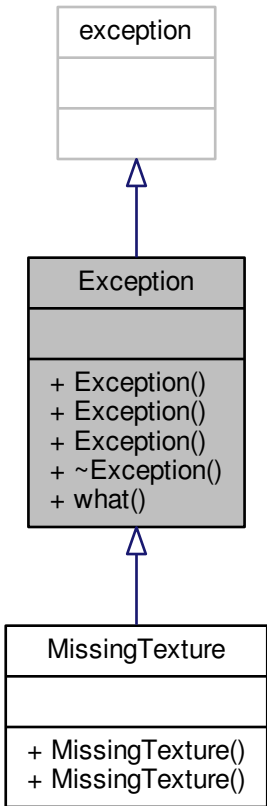 exception
Exception
+ Exception()
+ Exception()
+ Exception()
+ ~Exception()
+ what()
MissingTexture
+ MissingTexture()
+ MissingTexture()